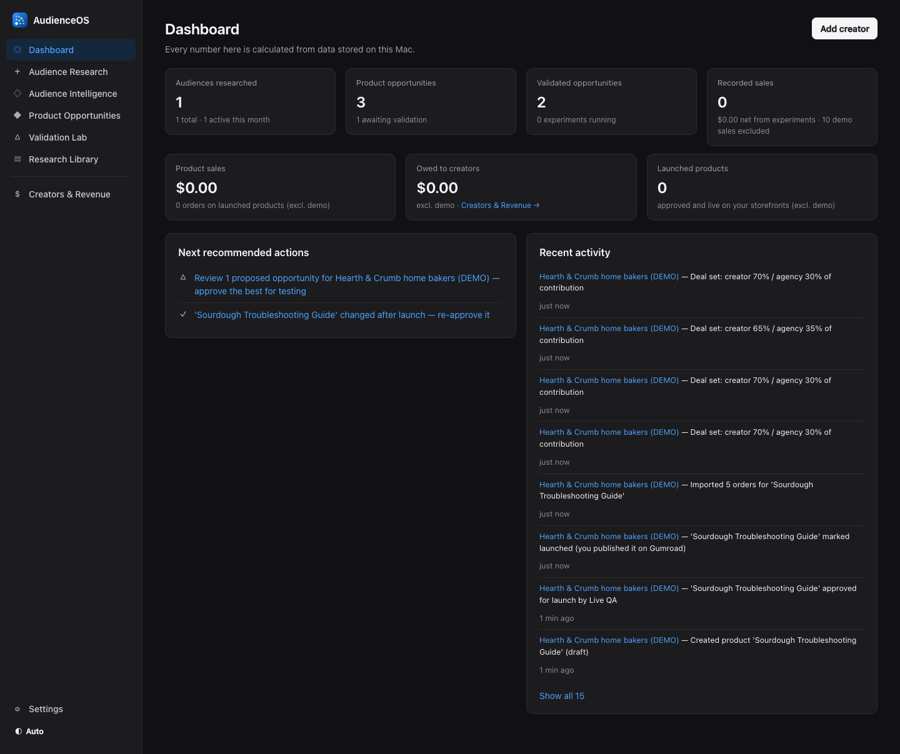 AudienceOS
Dashboard
Audience Research
Audience Intelligence
Product Opportunities
Validation Lab
Research Library
$ Creators & Revenue
Settings
Auto
Dashboard
Every number here is calculated from data stored on this Mac.
Add creator
Audiences researched
1
1 total · 1 active this month
Product opportunities
3
1 awaiting validation
Validated opportunities
2
0 experiments running
Recorded sales
0
$0.00 net from experiments · 10 demo
sales excluded
Product sales
$0.00
0 orders on launched products (excl. demo)
Owed to creators
$0.00
excl. demo · Creators & Revenue →
Launched products
0
approved and live on your storefronts (excl. demo)
Next recommended actions
Review 1 proposed opportunity for Hearth & Crumb home bakers (DEMO) —
approve the best for testing
'Sourdough Troubleshooting Guide' changed after launch — re-approve it
Recent activity
Hearth & Crumb home bakers (DEMO) — Deal set: creator 70% / agency 30% of
contribution
just now
Hearth & Crumb home bakers (DEMO) — Deal set: creator 65% / agency 35% of
contribution
just now
Hearth & Crumb home bakers (DEMO) — Deal set: creator 70% / agency 30% of
contribution
just now
Hearth & Crumb home bakers (DEMO) — Deal set: creator 70% / agency 30% of
contribution
just now
Hearth & Crumb home bakers (DEMO) — Imported 5 orders for 'Sourdough
Troubleshooting Guide'
just now
Hearth & Crumb home bakers (DEMO) — 'Sourdough Troubleshooting Guide' marked
launched (you published it on Gumroad)
just now
Hearth & Crumb home bakers (DEMO) — 'Sourdough Troubleshooting Guide' approved
for launch by Live QA
1 min ago
Hearth & Crumb home bakers (DEMO) — Created product 'Sourdough Troubleshooting
Guide' (draft)
1 min ago
Show all 15